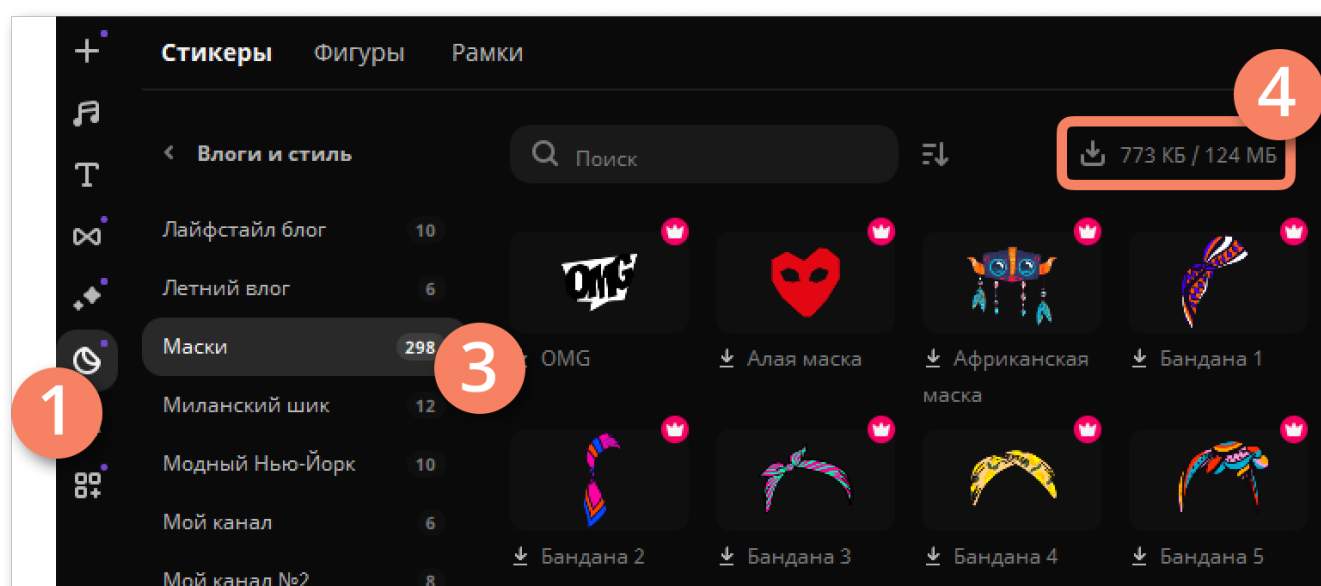 Стикеры Фигуры Рамки
4
Влоги и стиль
Поиск
773 КБ / 124 МБ
Лайфстайл блог 10
Летний влог 6
Маски 298
3
Миланский шик 12
1
Модный Нью-Йорк 10
Мой канал 6
Мой канал №2 8
OMG
OMG
Алая маска
Африканская
маска
Бандана 1
Бандана 2
Бандана 3
Бандана 4
Бандана 5